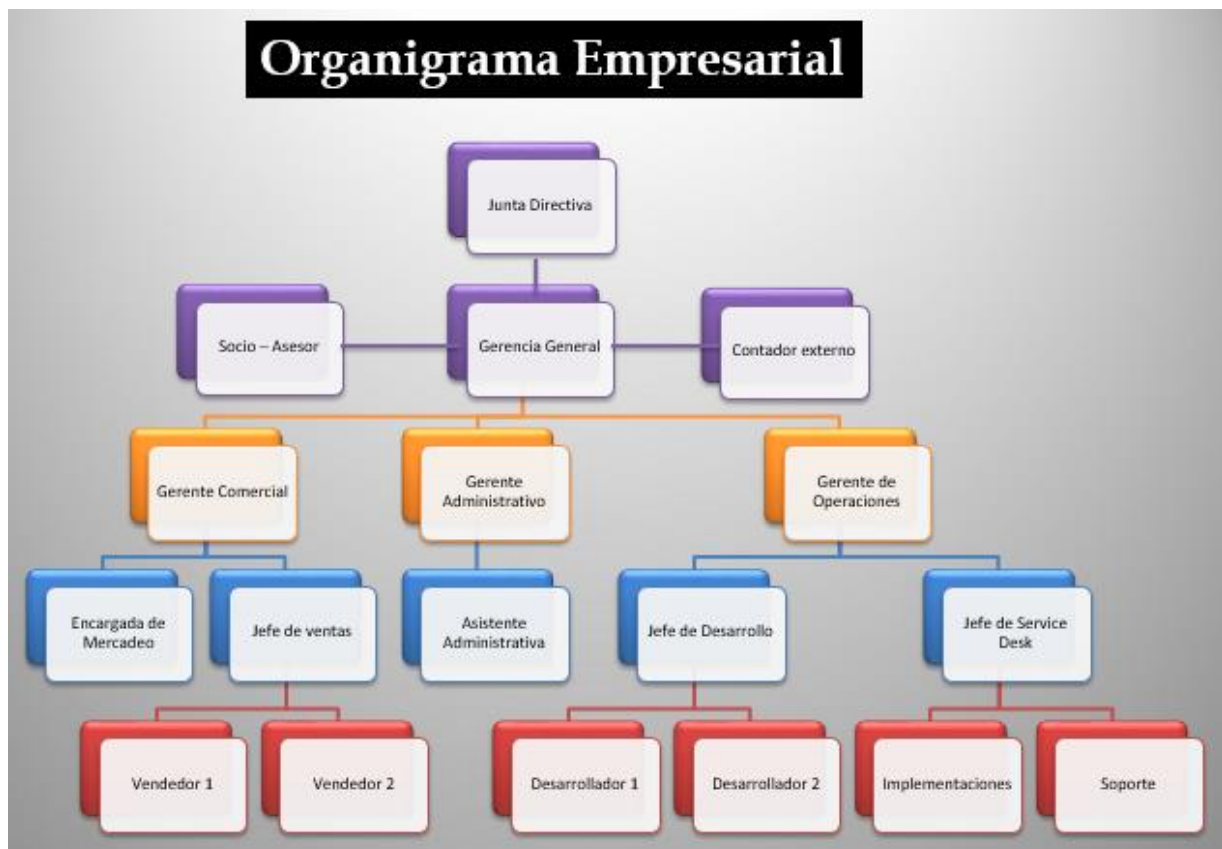 Organigrama Empresarial
Junta Directiva
Socio – Asesor
Gerencia General
Contador externo
Gerente Comercial
Gerente
Administrativo
Gerente de
Operaciones
Encargada de
Mercadeo
Jefe de ventas
Asistente
Administrativa
Jefe de Desarrollo
Jefe de Service
Desk
Vendedor 1
Vendedor 2
Desarrollador 1
Desarrollador 2
Implementaciones
Soporte